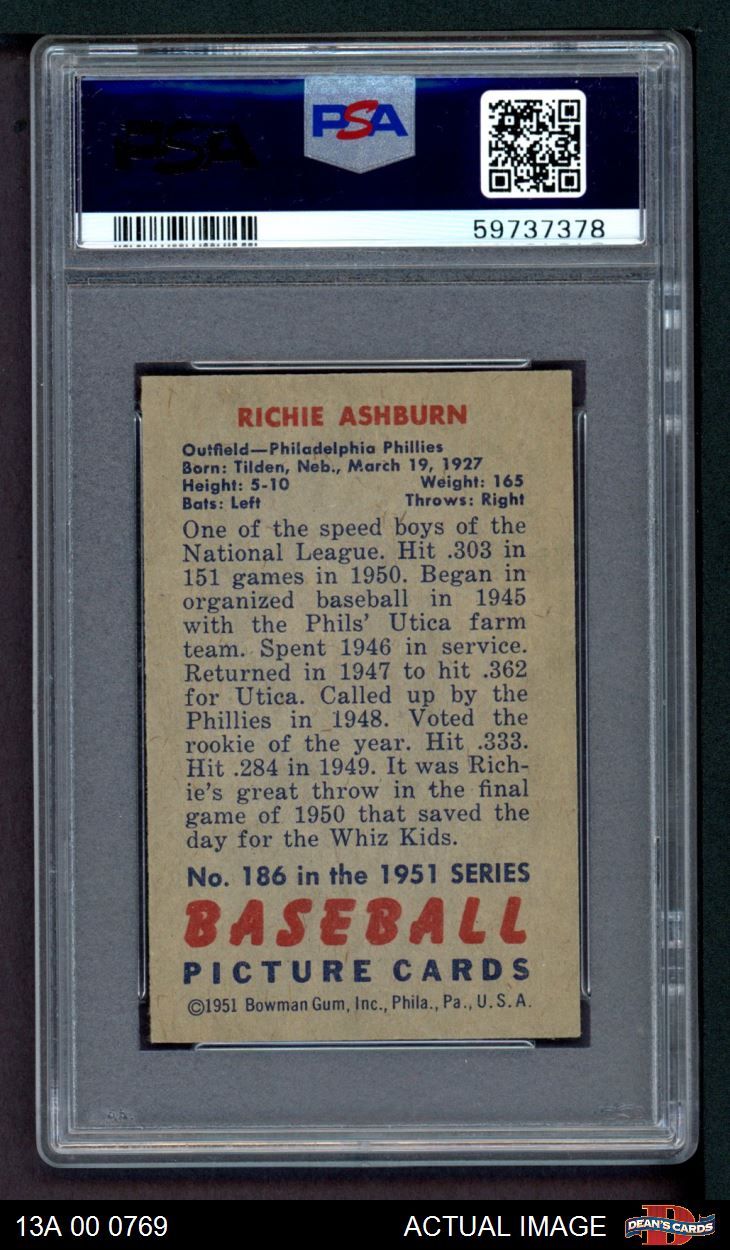 PSA
PSA
59737378
RICHIE ASHBURN
Outfield—Philadelphia Phillies
Born: Tilden, Neb., March 19, 1927
Height: 5-10 Weight: 165
Bats: Left Throws: Right
One of the speed boys of the
National League. Hit .303 in
151 games in 1950. Began in
organized baseball in 1945
with the Phils' Utica farm
team. Spent 1946 in service.
Returned in 1947 to hit .362
for Utica. Called up by the
Phillies in 1948. Voted the
rookie of the year. Hit .333.
Hit .284 in 1949. It was Rich-
ie's great throw in the final
game of 1950 that saved the
day for the Whiz Kids.
No. 186 in the 1951 SERIES
BASEBALL
PICTURE CARDS
©1951 Bowman Gum, Inc., Phila., Pa., U.S.A.
13A 00 0769 ACTUAL IMAGE DEAN'S CARDS